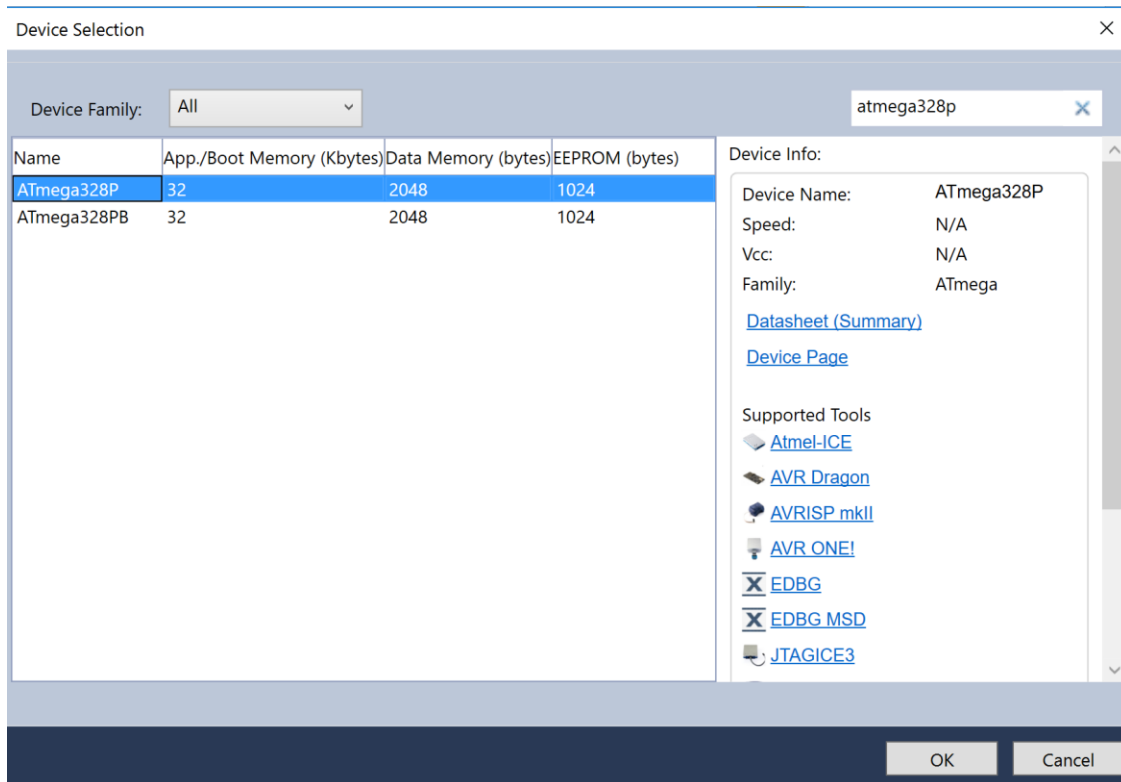 Device Selection
Device Family: All atmega328p
Name App./Boot Memory (Kbytes) Data Memory (bytes) EEPROM (bytes)
ATmega328P 32 2048 1024
ATmega328PB 32 2048 1024
Device Info:
Device Name: ATmega328P
Speed: N/A
Vcc: N/A
Family: ATmega
Datasheet (Summary)
Device Page
Supported Tools
Atmel-ICE
AVR Dragon
AVRISP mkII
AVR ONE!
EDBG
EDBG MSD
JTAGICE3
OK Cancel